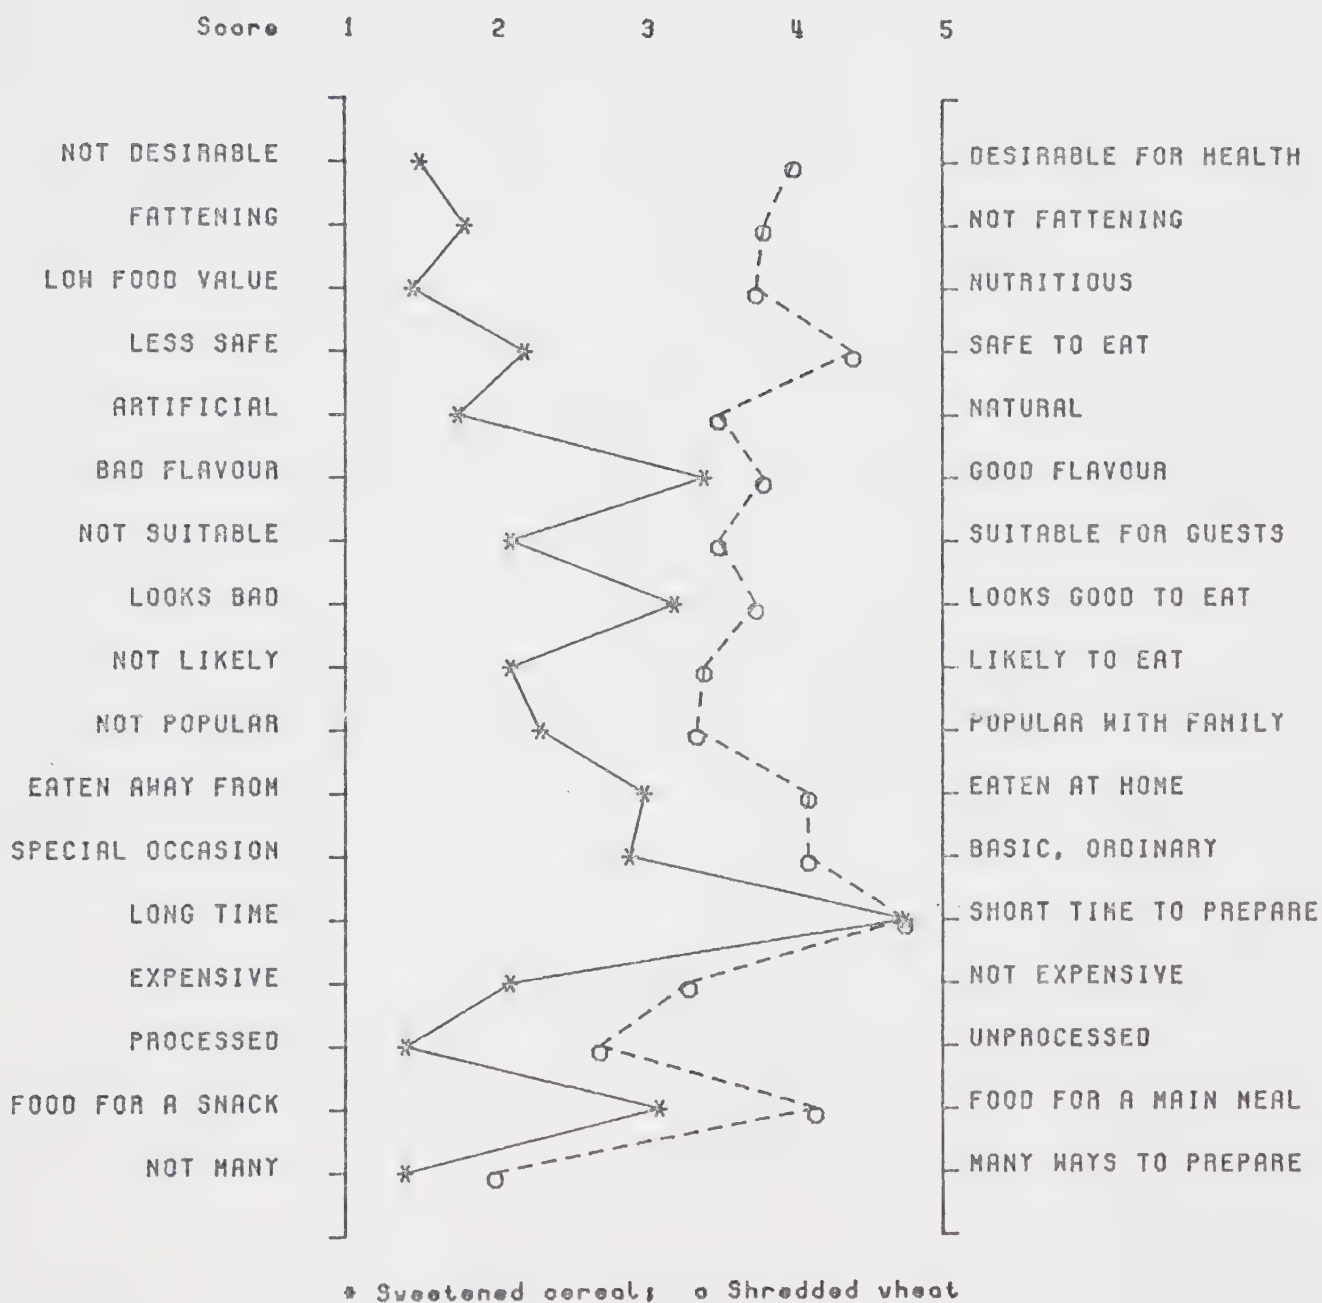 Score 1 2 3 4 5
NOT DESIRABLE DESIRABLE FOR HEALTH
FATTENING NOT FATTENING
LOW FOOD VALUE NUTRITIOUS
LESS SAFE SAFE TO EAT
ARTIFICIAL NATURAL
BAD FLAVOUR GOOD FLAVOUR
NOT SUITABLE SUITABLE FOR GUESTS
LOOKS BAD LOOKS GOOD TO EAT
NOT LIKELY LIKELY TO EAT
NOT POPULAR POPULAR WITH FAMILY
EATEN AWAY FROM EATEN AT HOME
SPECIAL OCCASION BASIC, ORDINARY
LONG TIME SHORT TIME TO PREPARE
EXPENSIVE NOT EXPENSIVE
PROCESSED UNPROCESSED
FOOD FOR A SNACK FOOD FOR A MAIN MEAL
NOT MANY MANY WAYS TO PREPARE
* Sweetened cereal; o Shredded wheat